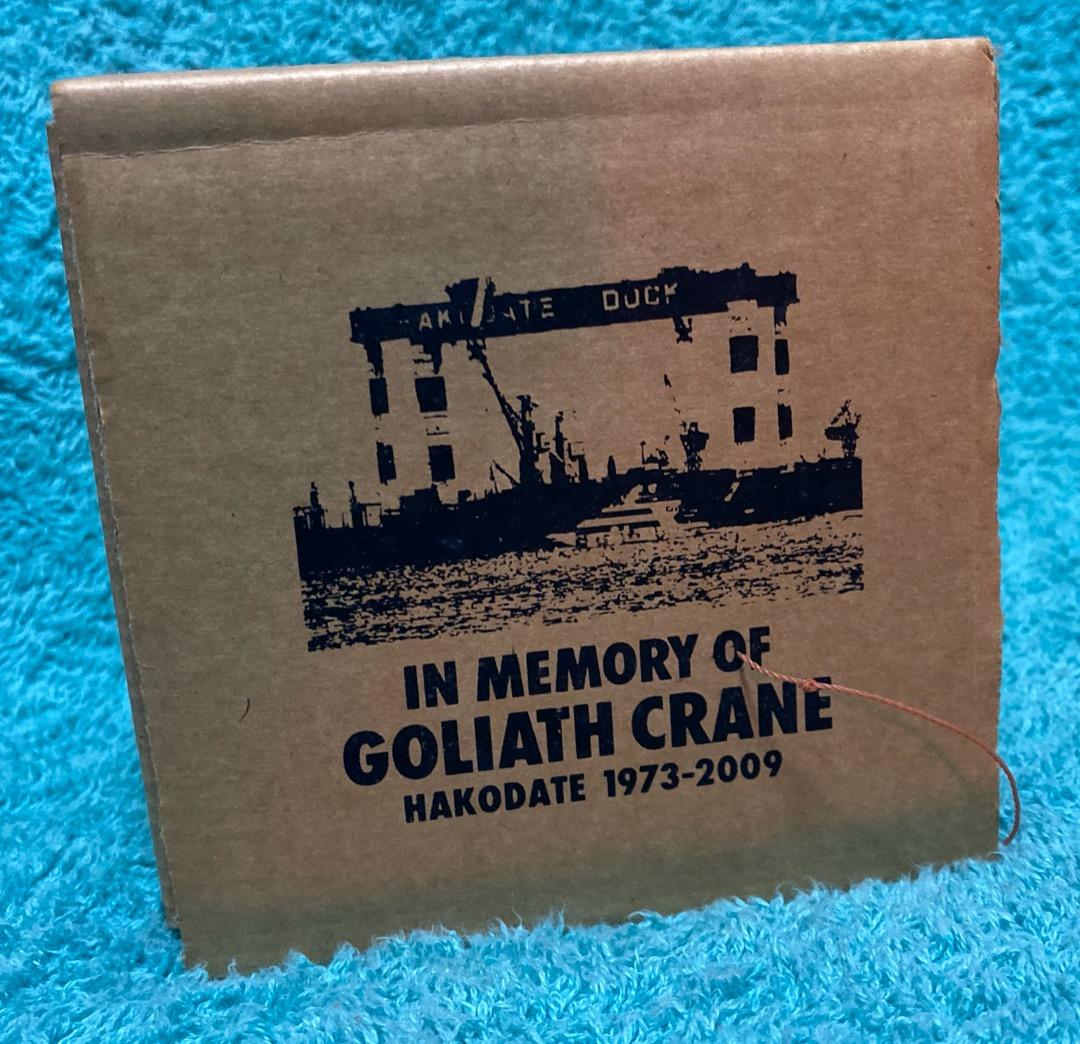 DOCK
IN MEMORY OF
GOLIATH CRANE
HAKODATE 1973-2009